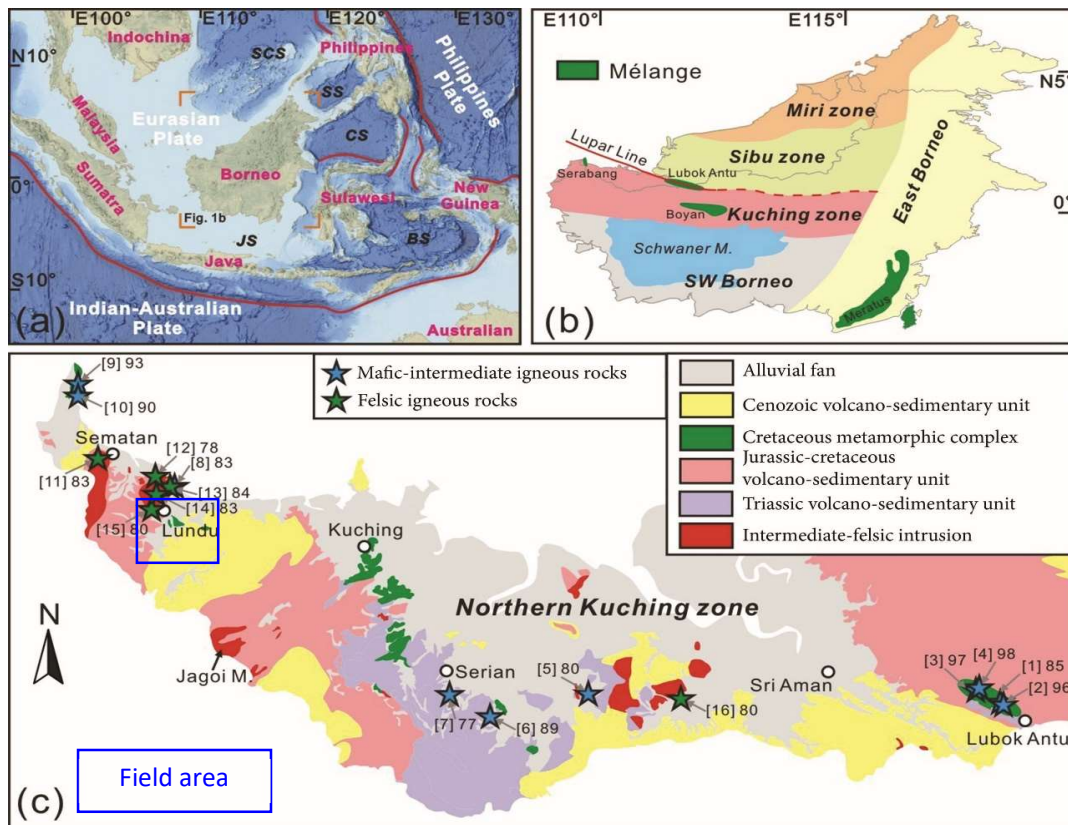 E100° E110° E120° E130°
Indochina
SCS
Philippines
N10°
SS
Philippines
Plate
Malaysia
Eurasian
Plate
CS
Borneo
0°
Sumatra
Sulawesi
New
Guinea
Fig. 1b
JS
BS
Java
S10°
Indian-Australian
Plate
Australian
(a)
E110° E115°
Mélange
N5°
Miri zone
Lupar Line
Sibu zone
Serabang
Lubok Antu
East Borneo
0°
Boyan
Kuching zone
Schwaner M.
SW Borneo
Meratus
(b)
Mafic-intermediate igneous rocks
Felsic igneous rocks
Alluvial fan
Cenozoic volcano-sedimentary unit
Cretaceous metamorphic complex
Jurassic-cretaceous
volcano-sedimentary unit
Triassic volcano-sedimentary unit
Intermediate-felsic intrusion
[9] 93
[10] 90
Sematan
[12] 78
[8] 83
[11] 83
[13] 84
[14] 83
[15] 80
Lundu
Kuching
Northern Kuching zone
N
Jagoi M.
Serian
[5] 80
Sri Aman
[3] 97
[4] 98
[1] 85
[2] 96
[7] 77
[6] 89
[16] 80
Lubok Antu
Field area
(c)